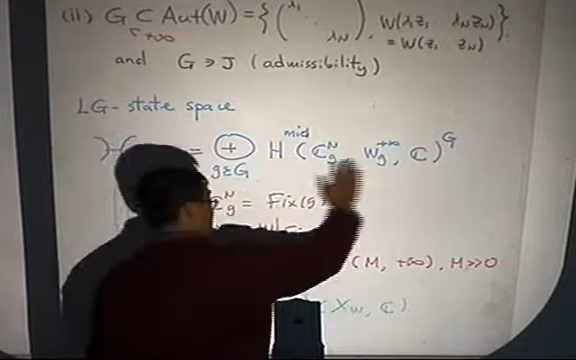 (ii) G ⊂ Aut(W) = {( λ₁ ⋱ λ_N ), W(λ₁z₁ λ_N z_N)
<+∞ = W(z₁ z_N) }.
and G ∋ J (admissibility)
LG-state space
H = ⊕_{g∈G} H^{mid} (ℂ_g^N, W_g^{+∞}, ℂ)^G
ℂ_g^N = Fix(g)
(M, +∞), M>>0
(X_W, ℂ)